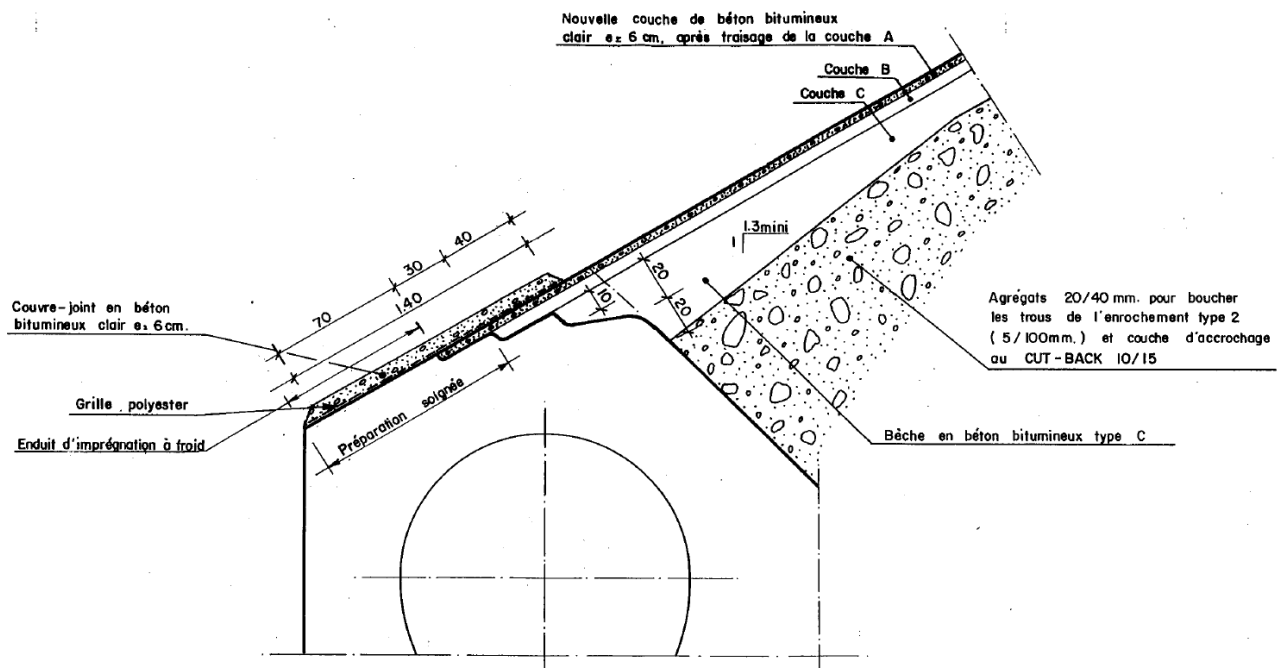 Nouvelle couche de béton bitumineux
clair e= 6 cm, après traisage de la couche A
Couche B
Couche C
1.3mini
1
40
30
140
70
20
20
10
Couvre-joint en béton
bitumineux clair e= 6cm.
Grille polyester
Enduit d'imprégnation à froid
Préparation soignée
Agrégats 20/40 mm. pour boucher
les trous de l'enrochement type 2
( 5/100mm.) et couche d'accrochage
au CUT-BACK 10/15
Bêche en béton bitumineux type C